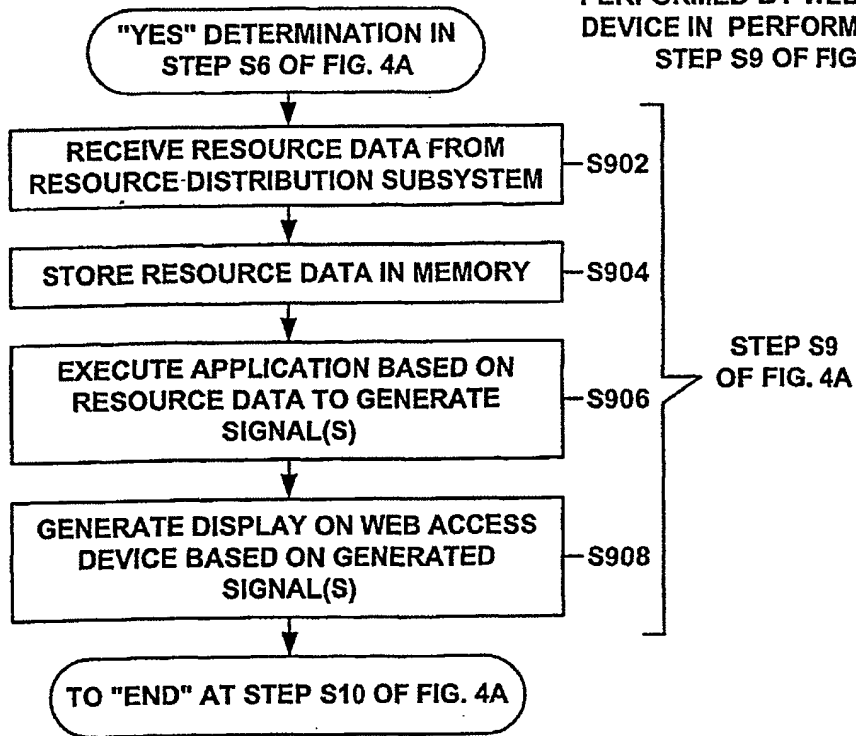 DEVICE IN PERFORM
STEP S9 OF FIG
"YES" DETERMINATION IN
STEP S6 OF FIG. 4A
RECEIVE RESOURCE DATA FROM
RESOURCE-DISTRIBUTION SUBSYSTEM
S902
STORE RESOURCE DATA IN MEMORY
S904
EXECUTE APPLICATION BASED ON
RESOURCE DATA TO GENERATE
SIGNAL(S)
S906
GENERATE DISPLAY ON WEB ACCESS
DEVICE BASED ON GENERATED
SIGNAL(S)
S908
STEP S9
OF FIG. 4A
TO "END" AT STEP S10 OF FIG. 4A